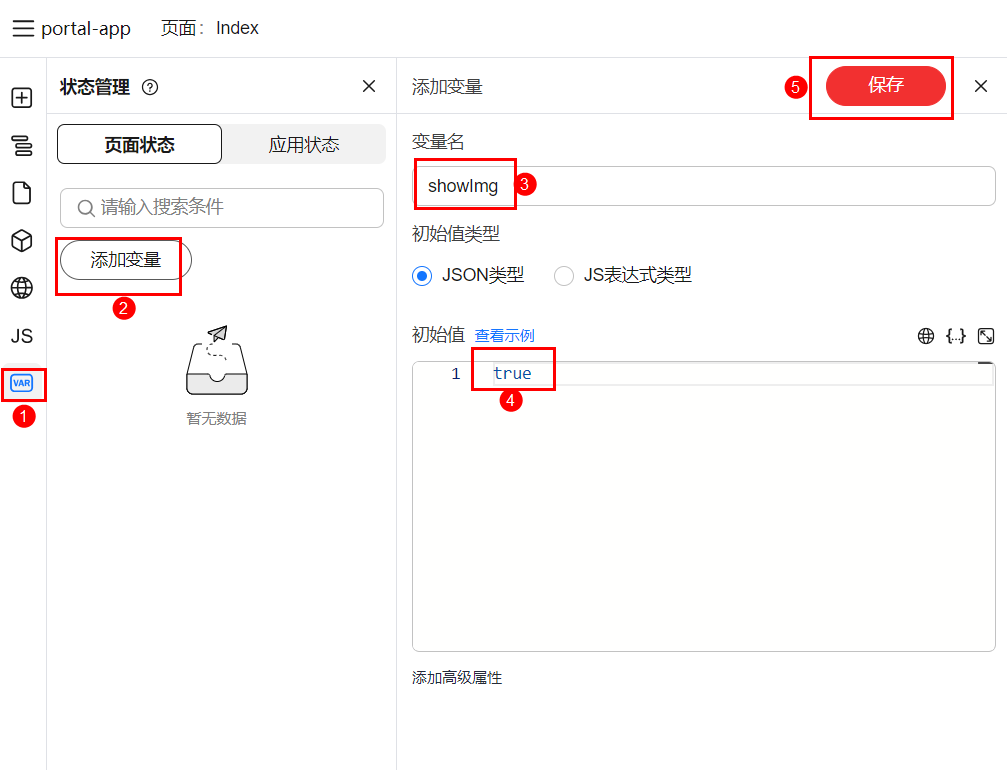 portal-app 页面： Index
状态管理 ?
页面状态 应用状态
请输入搜索条件
添加变量
2
暂无数据
JS
VAR
1
添加变量 5 保存
变量名
showImg 3
初始值类型
JSON类型 JS表达式类型
初始值 查看示例 {..}
1 true
4
添加高级属性